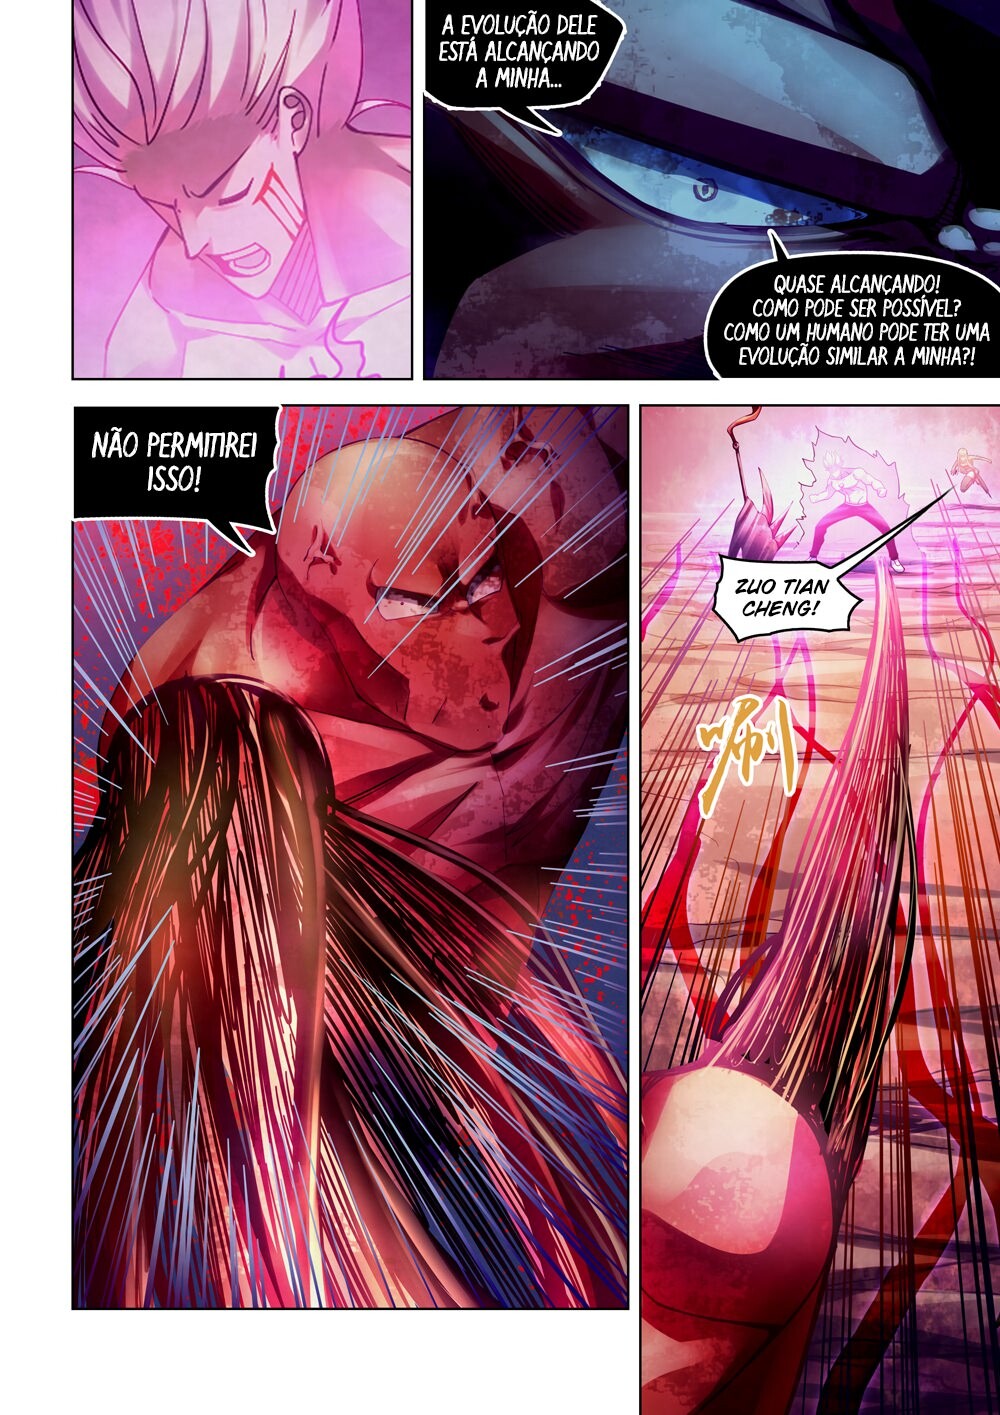 A EVOLUÇÃO DELE
ESTÁ ALCANÇANDO
A MINHA...
QUASE ALCANÇANDO!
COMO PODE SER POSSÍVEL?
COMO UM HUMANO PODE TER UMA
EVOLUÇÃO SIMILAR A MINHA?!
NÃO PERMITIREI
ISSO!
ZUO TIAN
CHENG!
唰